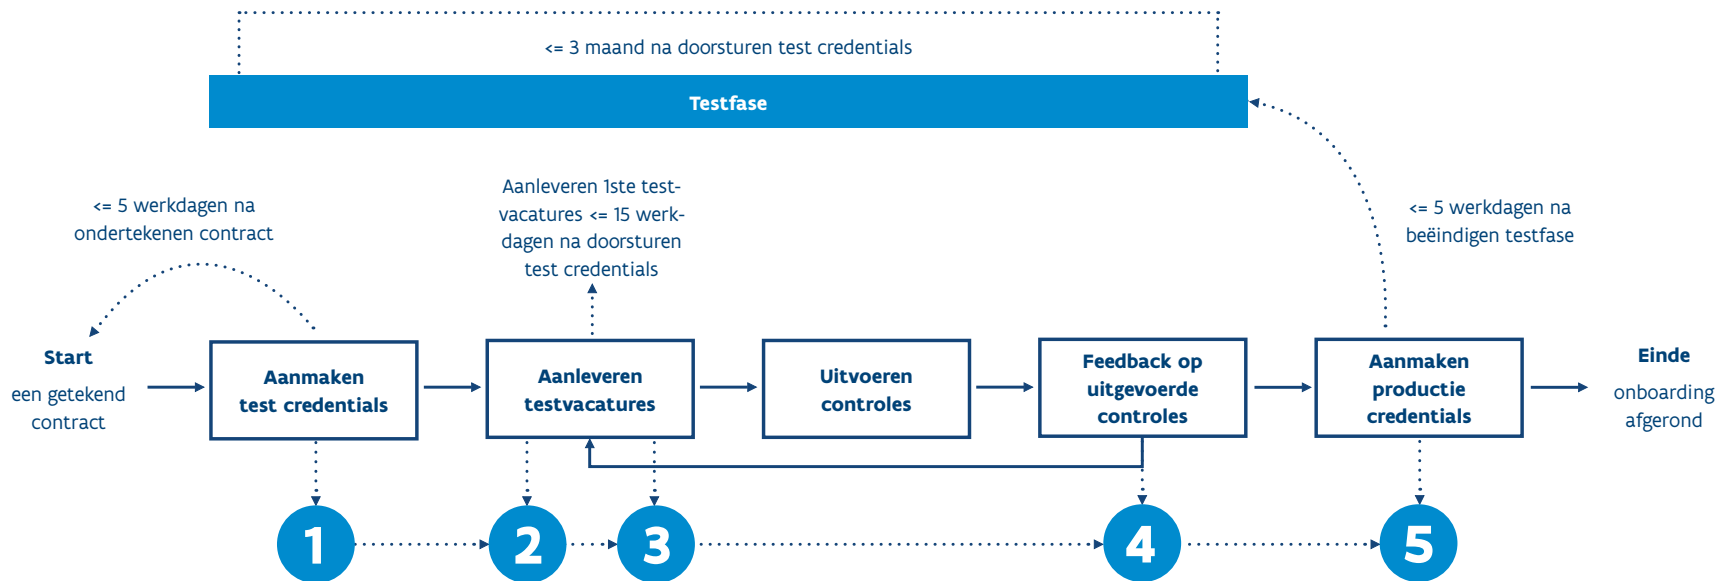 <= 3 maand na doorsturen test credentials
Testfase
<= 5 werkdagen na
ondertekenen contract
Aanleveren 1ste test-
vacatures <= 15 werk-
dagen na doorsturen
test credentials
<= 5 werkdagen na
beëindigen testfase
Start
een getekend
contract
Aanmaken
test credentials
Aanleveren
testvacatures
Uitvoeren
controles
Feedback op
uitgevoerde
controles
Aanmaken
productie
credentials
Einde
onboarding
afgerond
1
2
3
4
5